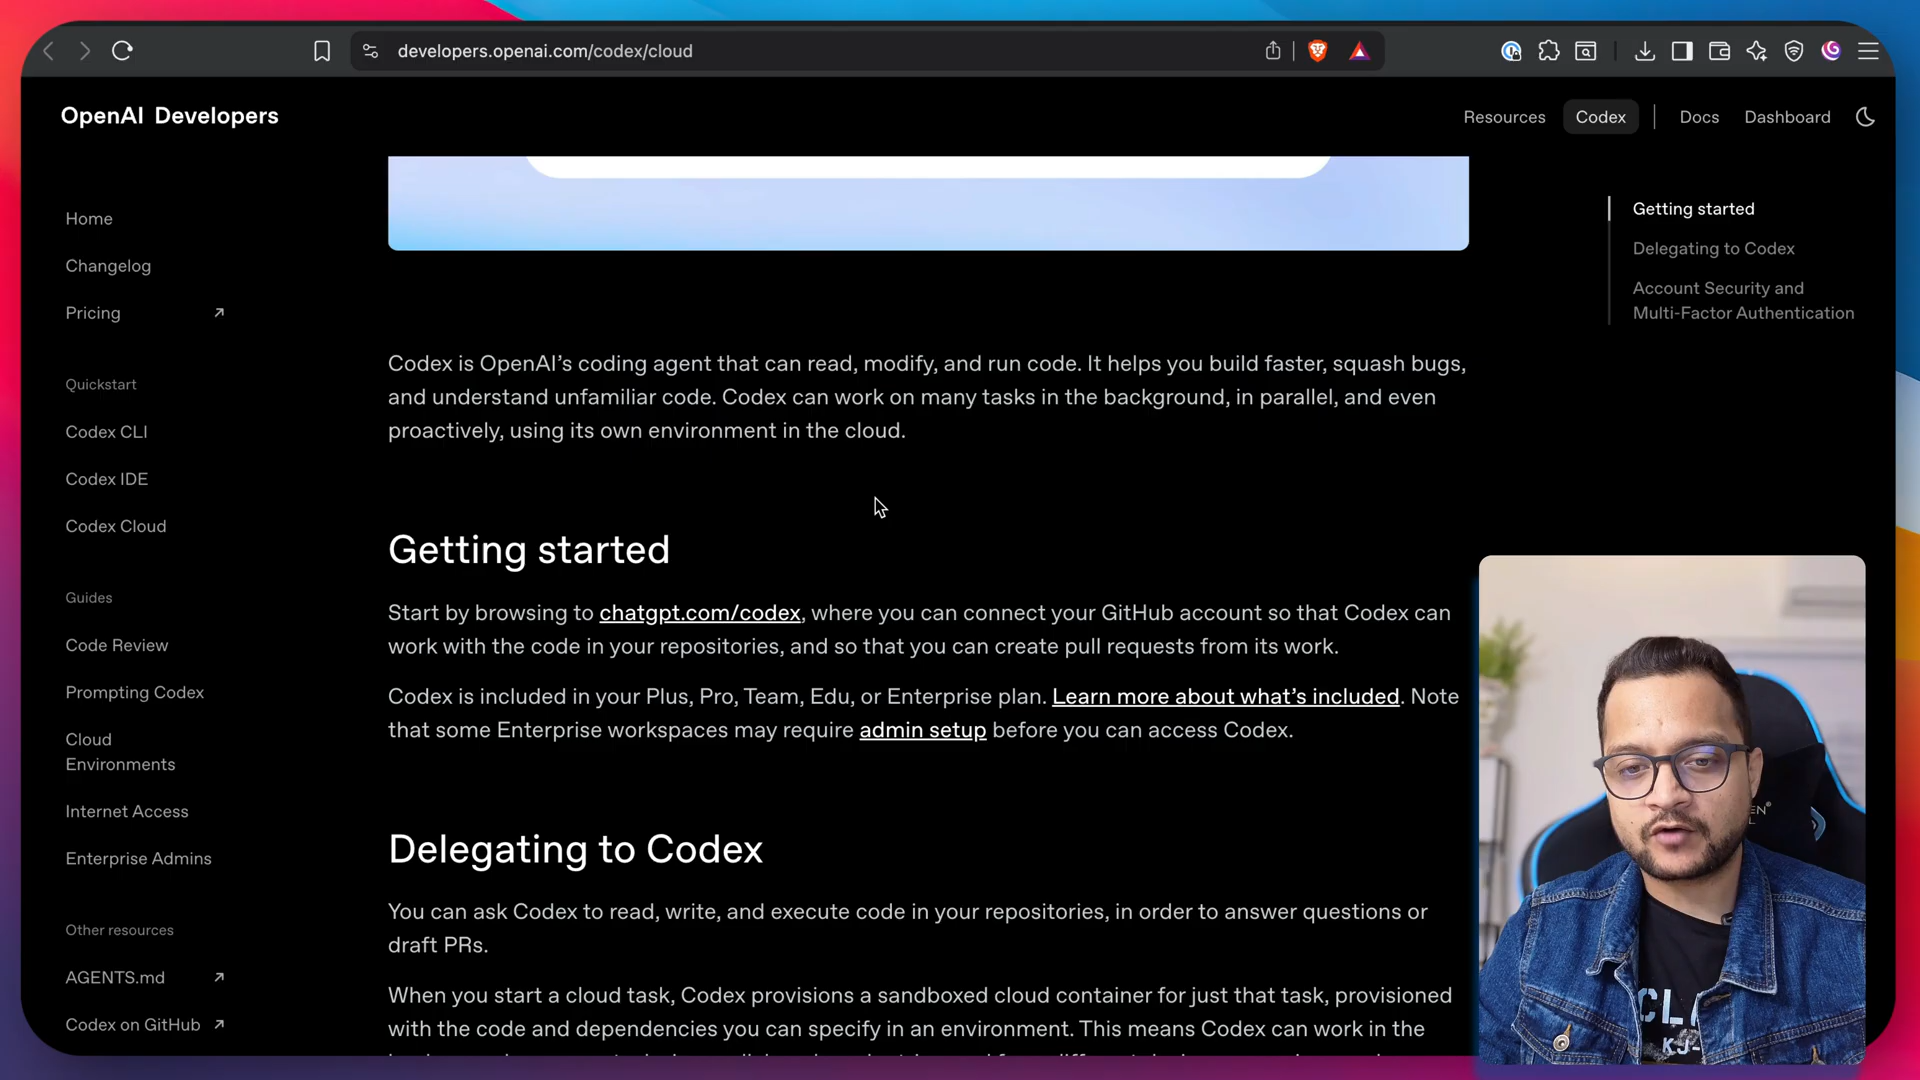 developers.openai.com/codex/cloud
OpenAI Developers
Resources
Codex
Docs
Dashboard
Home
Changelog
Pricing
Quickstart
Codex CLI
Codex IDE
Codex Cloud
Guides
Code Review
Prompting Codex
Cloud
Environments
Internet Access
Enterprise Admins
Other resources
AGENTS.md
Codex on GitHub
Codex is OpenAI’s coding agent that can read, modify, and run code. It helps you build faster, squash bugs,
and understand unfamiliar code. Codex can work on many tasks in the background, in parallel, and even
proactively, using its own environment in the cloud.
Getting started
Start by browsing to chatgpt.com/codex, where you can connect your GitHub account so that Codex can
work with the code in your repositories, and so that you can create pull requests from its work.
Codex is included in your Plus, Pro, Team, Edu, or Enterprise plan. Learn more about what’s included. Note
that some Enterprise workspaces may require admin setup before you can access Codex.
Delegating to Codex
You can ask Codex to read, write, and execute code in your repositories, in order to answer questions or
draft PRs.
When you start a cloud task, Codex provisions a sandboxed cloud container for just that task, provisioned
with the code and dependencies you can specify in an environment. This means Codex can work in the
Getting started
Delegating to Codex
Account Security and
Multi-Factor Authentication